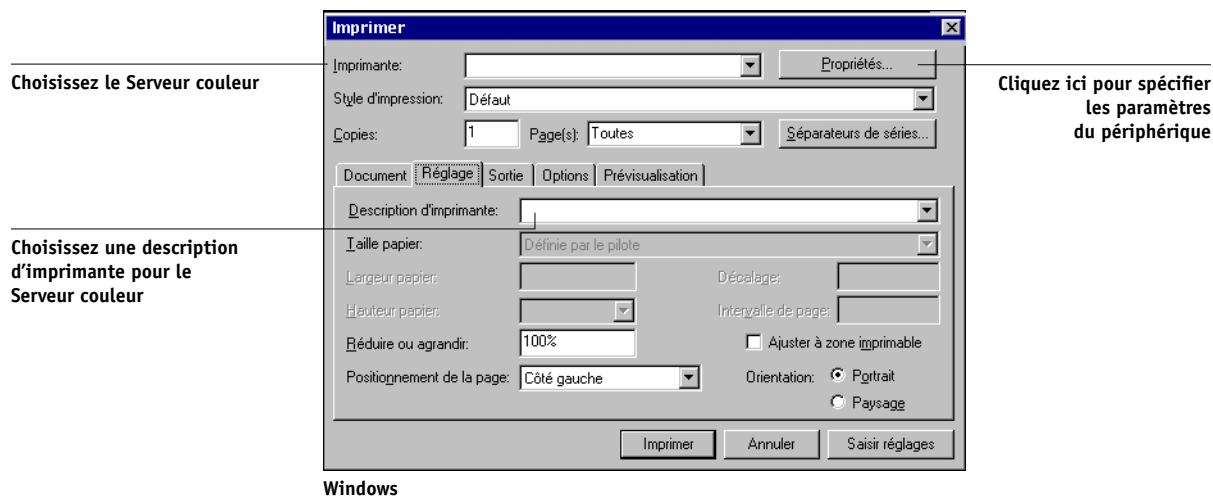 Imprimer
Choisissez le Serveur couleur
Imprimante:
Propriétés...
Cliquez ici pour spécifier
les paramètres
du périphérique
Style d'impression: Défaut
Copies: 1 Page(s): Toutes Séparateurs de séries...
Document Réglage Sortie Options Prévisualisation
Description d'imprimante:
Choisissez une description
d'imprimante pour le
Serveur couleur
Taille papier: Définie par le pilote
Largeur papier: Décalage:
Hauteur papier: Intervalle de page:
Réduire ou agrandir: 100% Ajuster à zone imprimable
Positionnement de la page: Côté gauche Orientation: Portrait
Paysage
Imprimer Annuler Saisir réglages
Windows